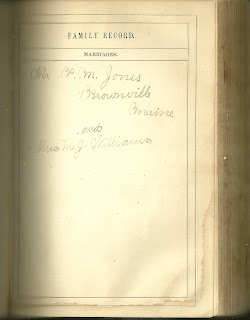 FAMILY RECORD.
MARRIAGES.
Mr. M. Jones
Brownville
Maine
and
Miss M. J. Williams